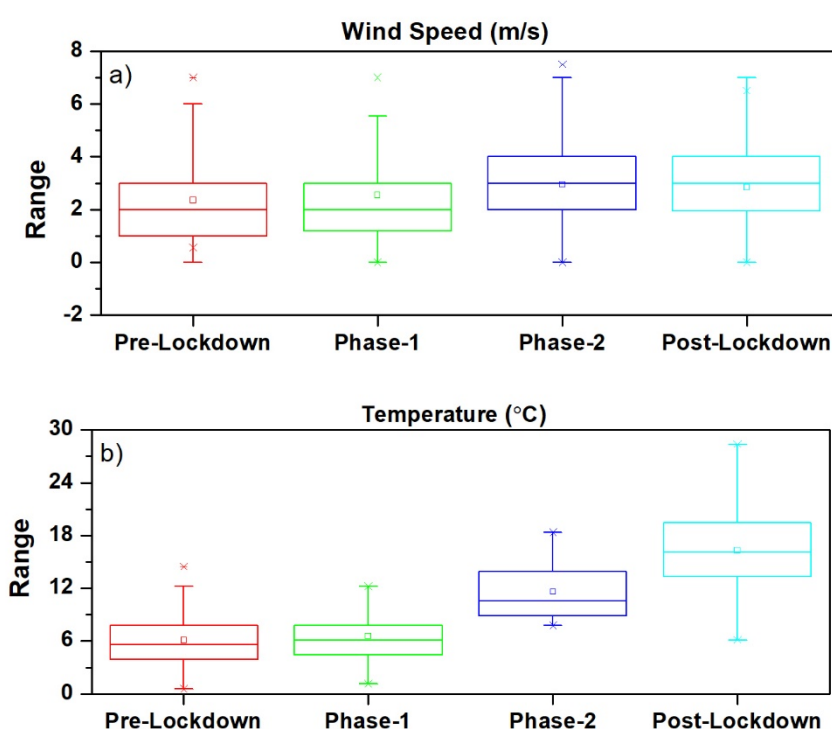 Wind Speed (m/s)
a)
8
6
4
2
0
-2
Range
Pre-Lockdown Phase-1 Phase-2 Post-Lockdown
Temperature (°C)
b)
30
24
18
12
6
0
Range
Pre-Lockdown Phase-1 Phase-2 Post-Lockdown